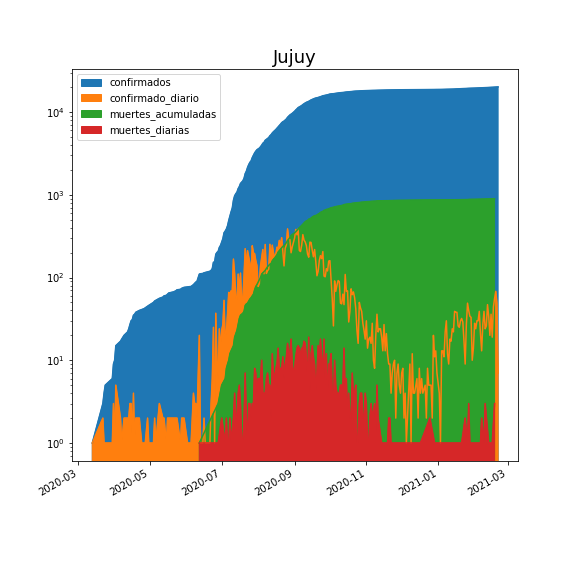 Jujuy
confirmados
confirmado_diario
muertes_acumuladas
muertes_diarias
10⁴
10³
10²
10¹
10⁰
2020-03
2020-05
2020-07
2020-09
2020-11
2021-01
2021-03